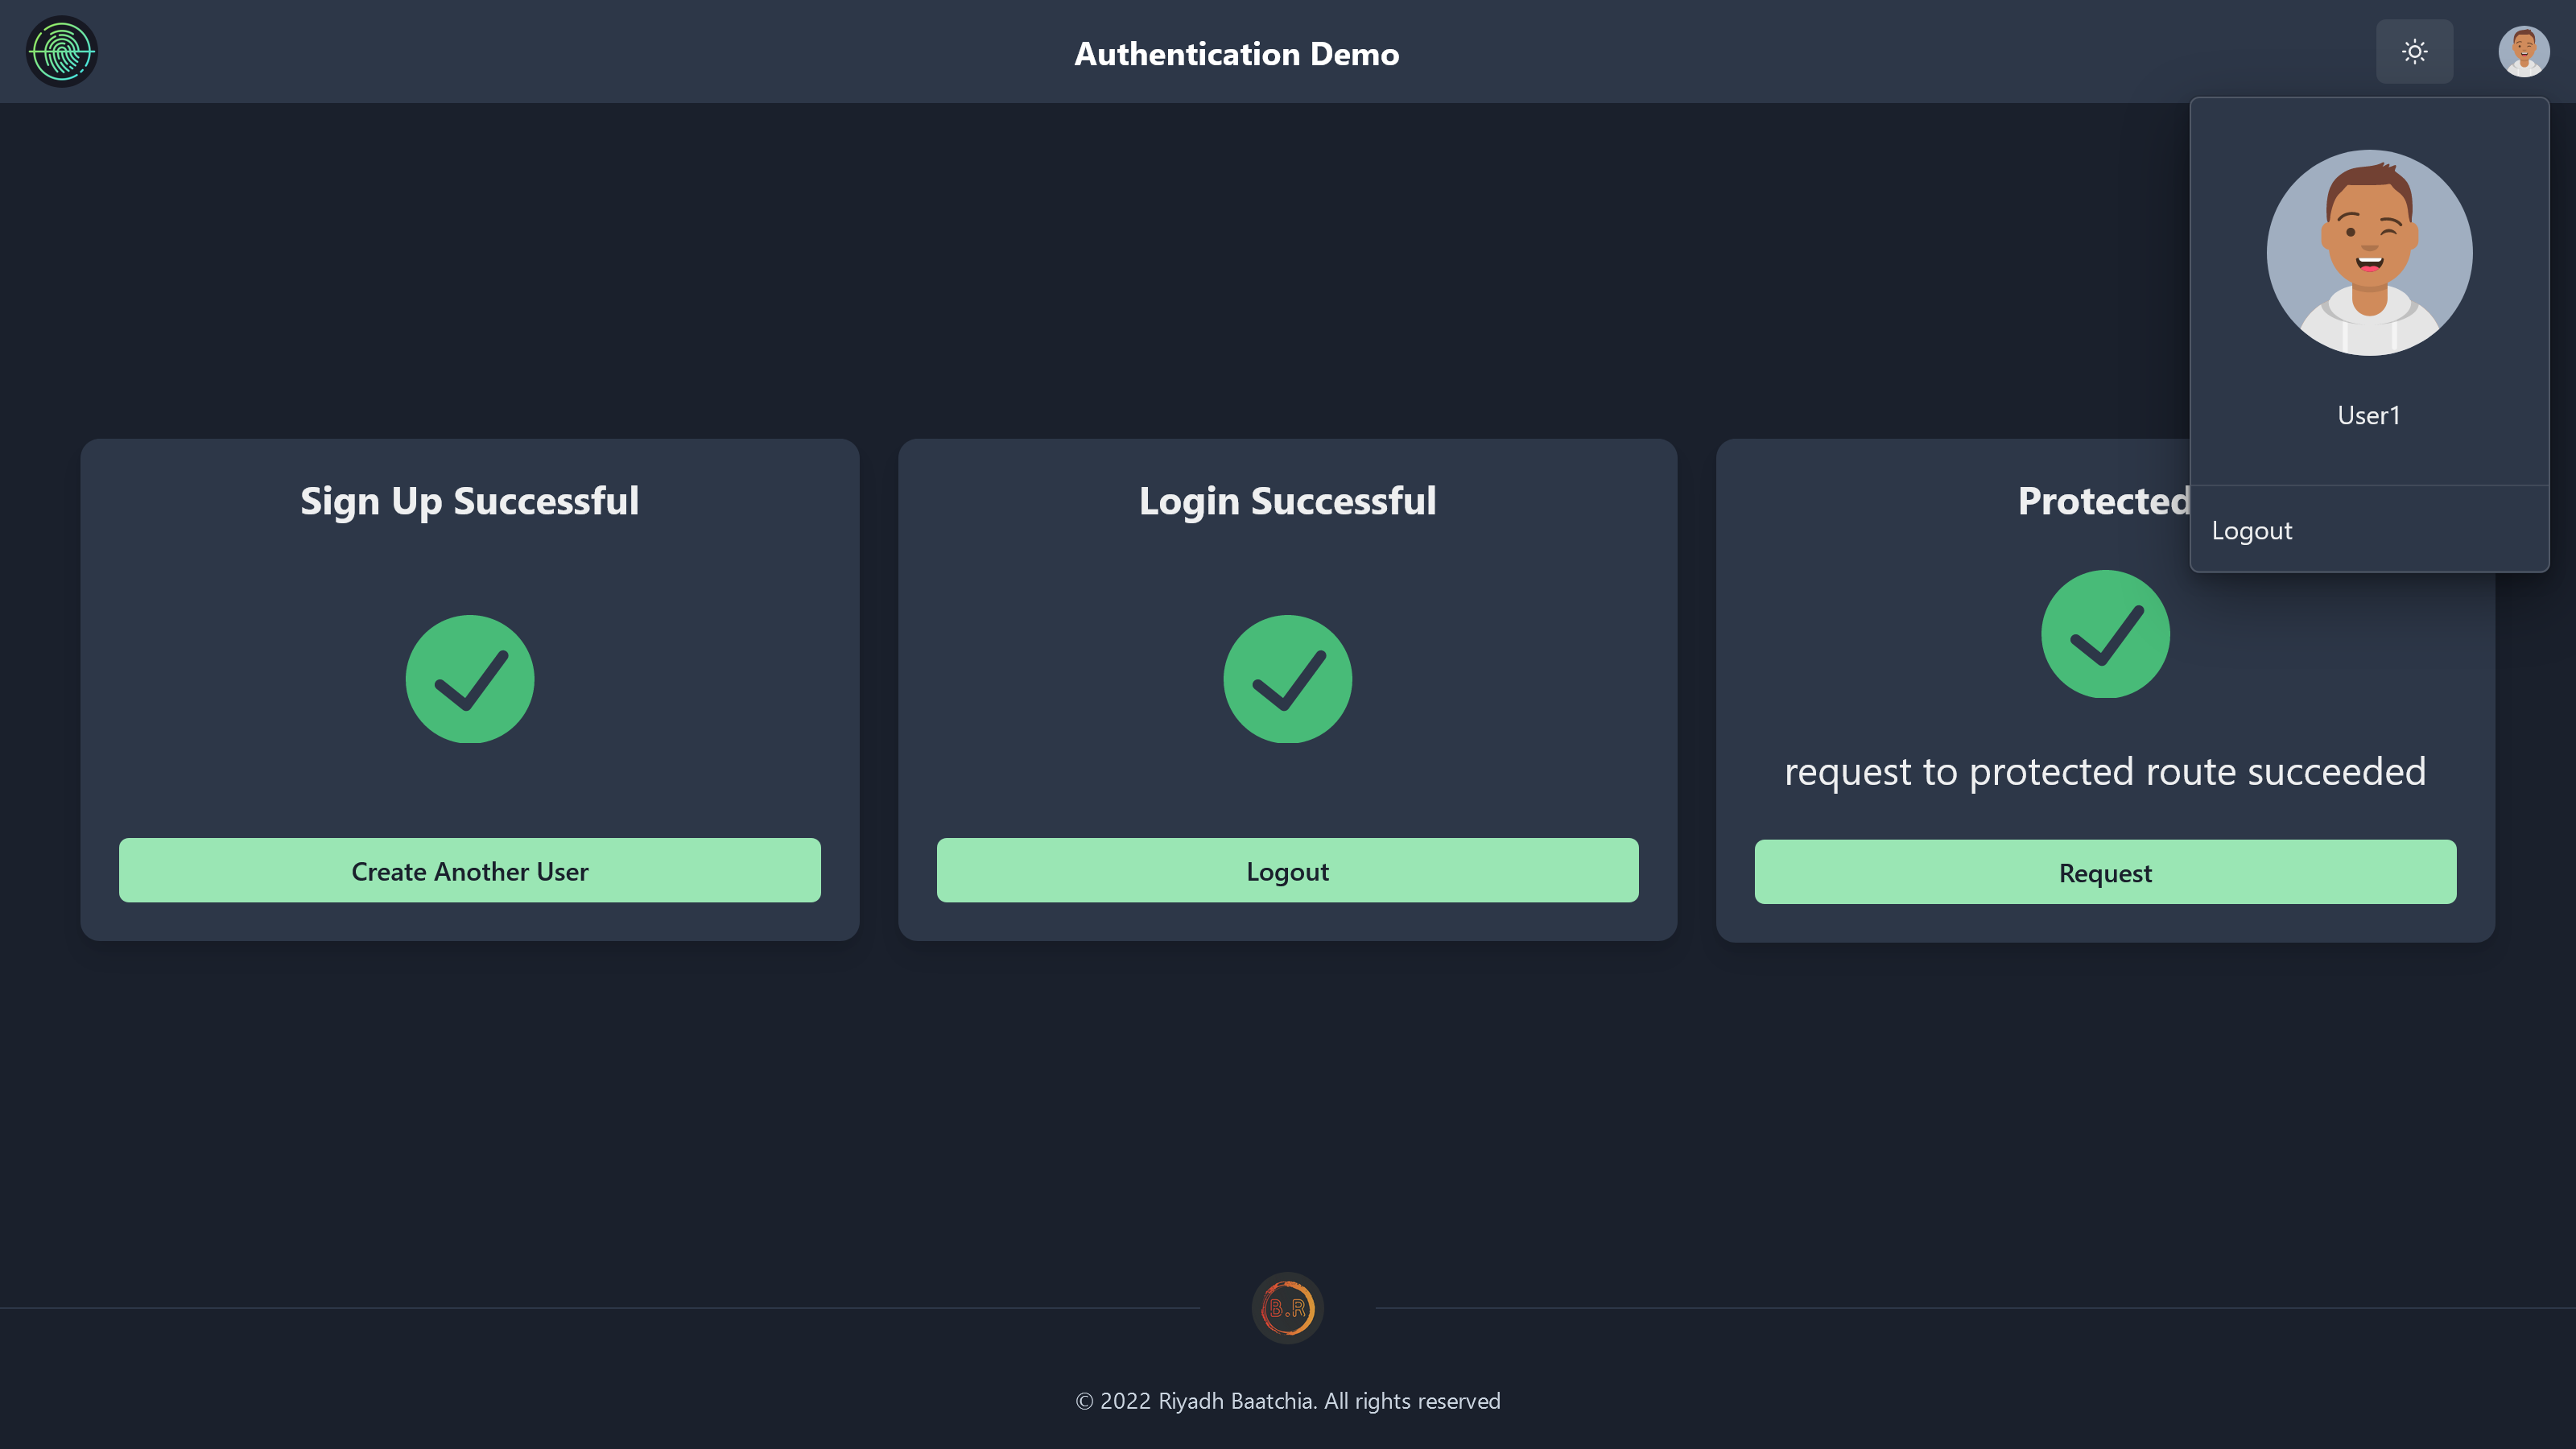 Authentication Demo
User1
Logout
Sign Up Successful
Login Successful
Protected
request to protected route succeeded
Create Another User
Logout
Request
B.R
© 2022 Riyadh Baatchia. All rights reserved